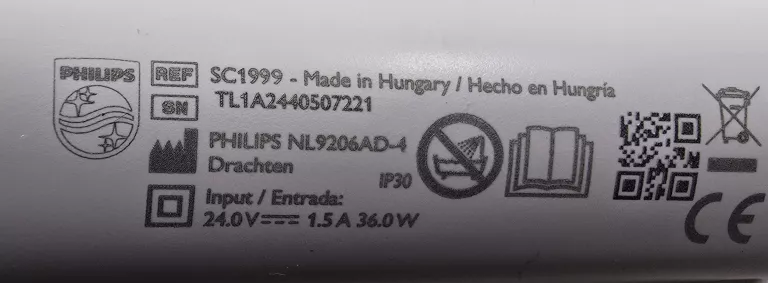 PHILIPS
REF SC1999 - Made in Hungary / Hecho en Hungría
SN TL1A2440507221
PHILIPS NL9206AD-4
Drachten
IP30
Input / Entrada:
24.0V⎓ 1.5A 36.0W
CE